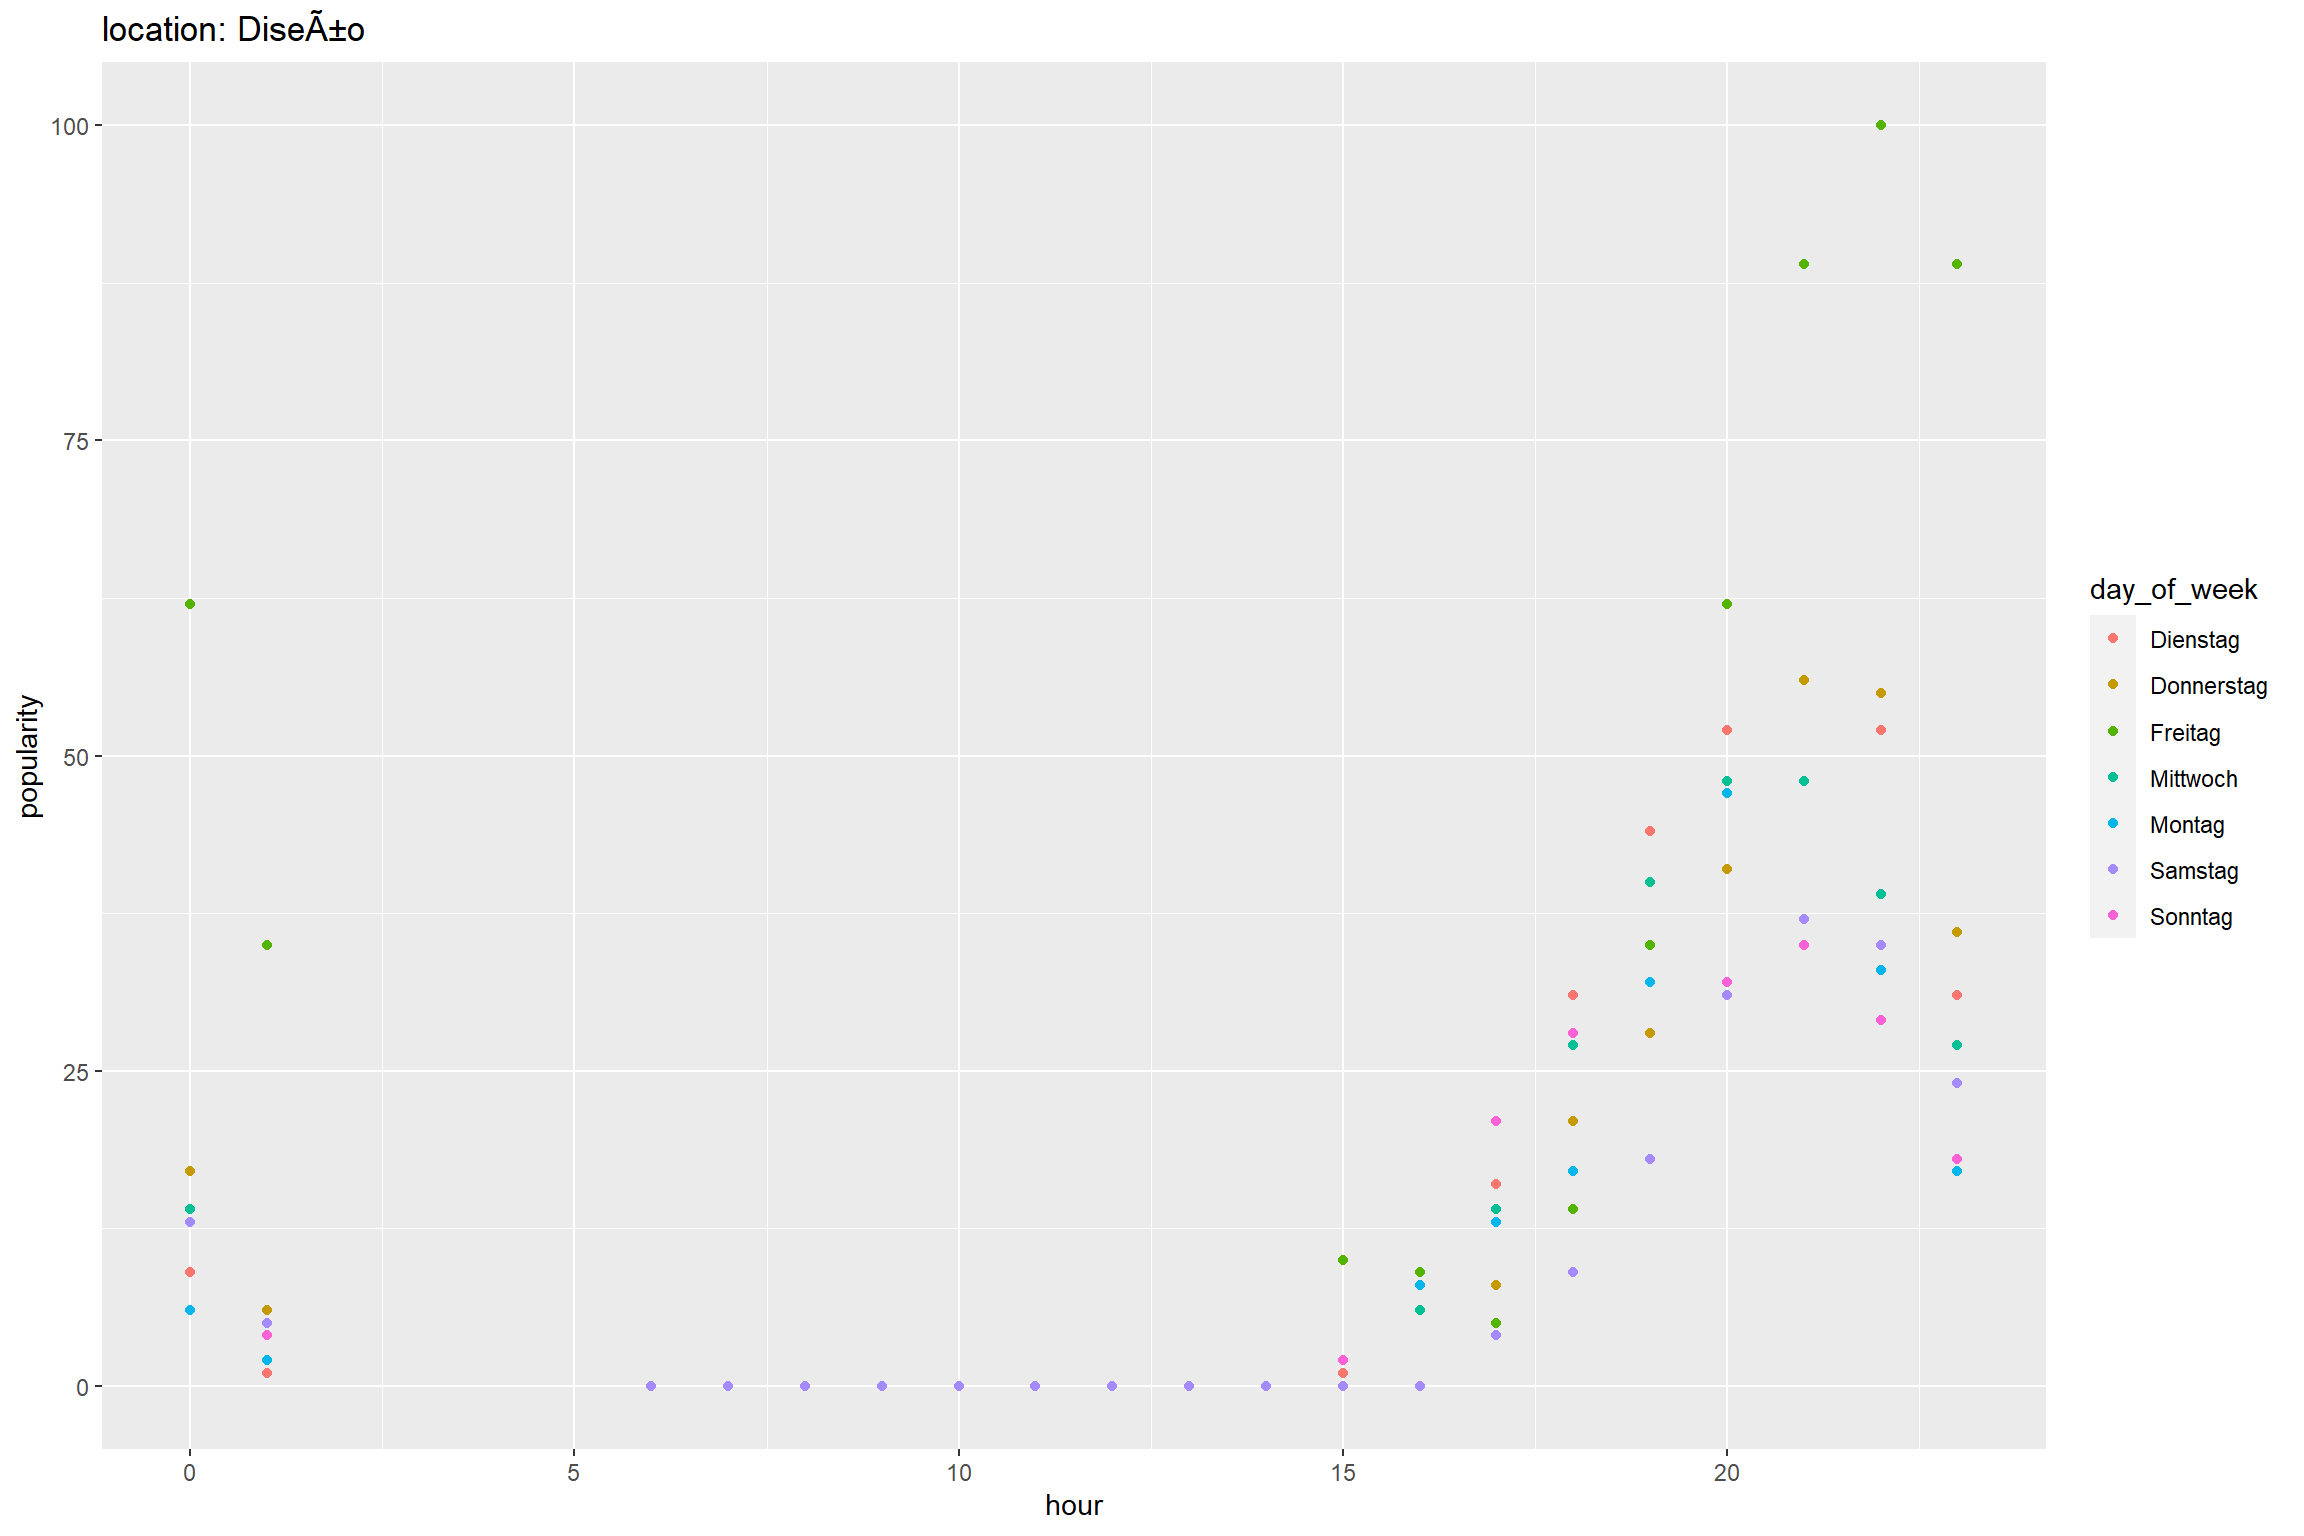 location: DiseÃ±o
100
75
50
25
0
popularity
0 5 10 15 20
hour
day_of_week
Dienstag
Donnerstag
Freitag
Mittwoch
Montag
Samstag
Sonntag